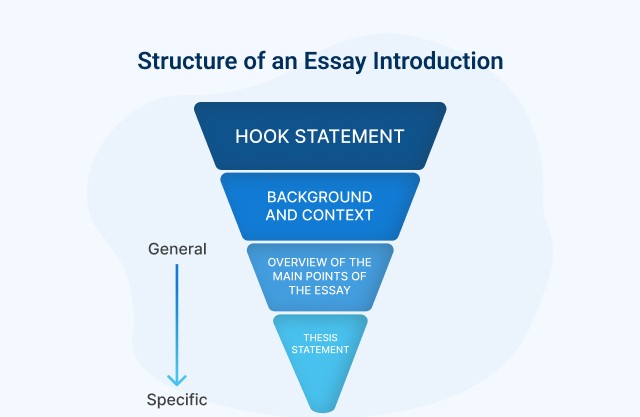 Structure of an Essay Introduction
HOOK STATEMENT
BACKGROUND
AND CONTEXT
General
OVERVIEW OF THE
MAIN POINTS OF
THE ESSAY
THESIS
STATEMENT
Specific